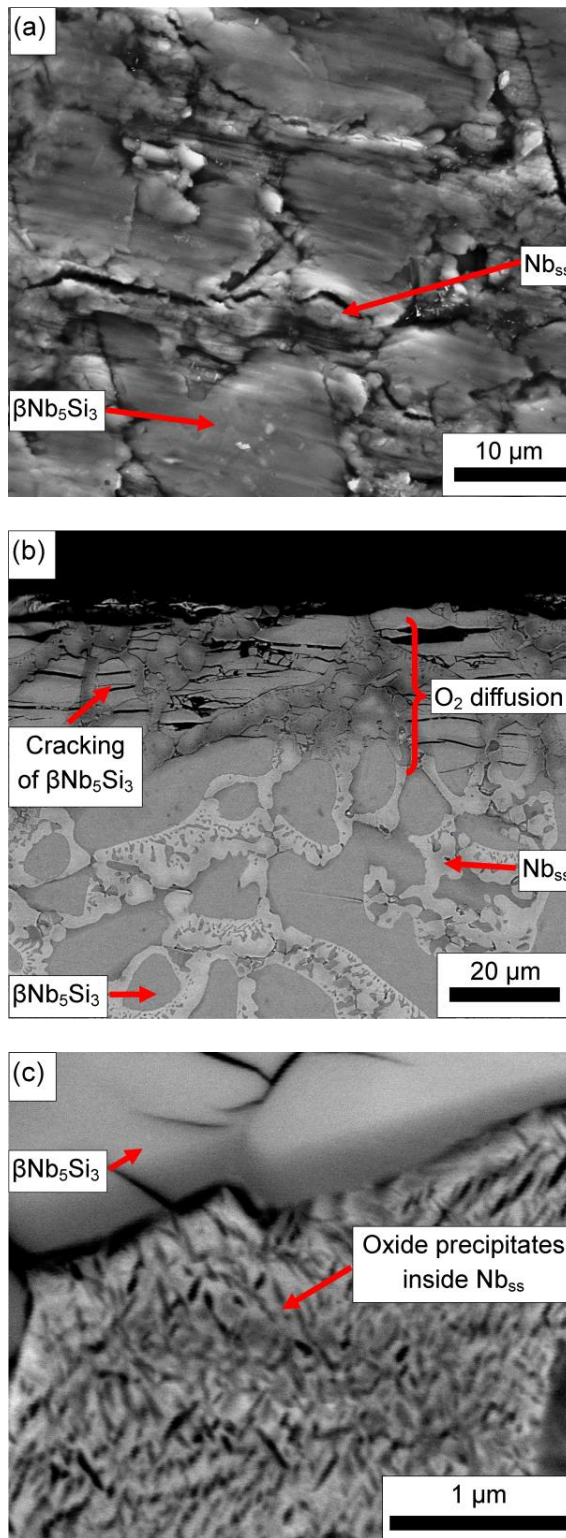 (a)
Nbss
βNb5Si3
10 μm
(b)
O2 diffusion
Cracking
of βNb5Si3
Nbss
βNb5Si3
20 μm
(c)
βNb5Si3
Oxide precipitates
inside Nbss
1 μm